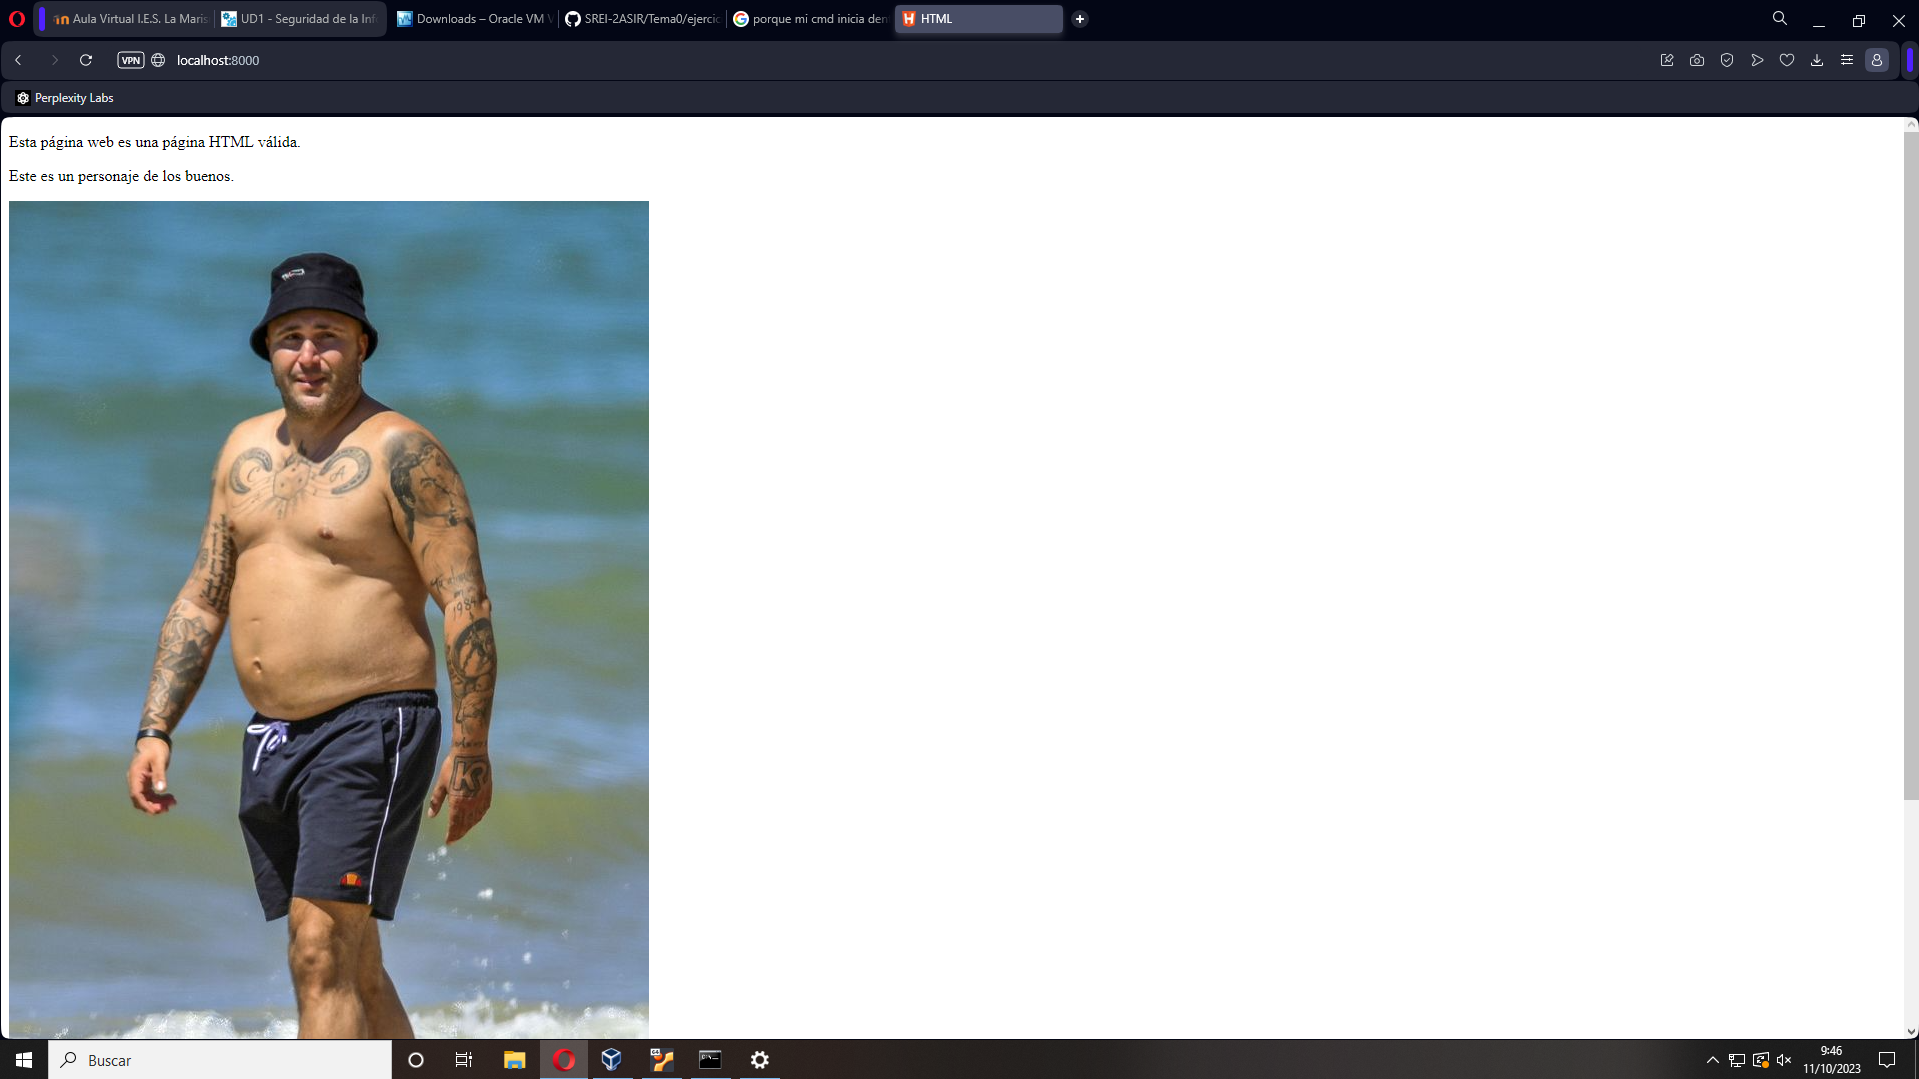 Aula Virtual I.E.S. La Maris
UD1 - Seguridad de la Inf
Downloads – Oracle VM V
SREI-2ASIR/Tema0/ejercic
porque mi cmd inicia den
HTML
VPN
localhost:8000
Perplexity Labs
Esta página web es una página HTML válida.
Este es un personaje de los buenos.
C A
1984
K
Buscar
9:46
11/10/2023